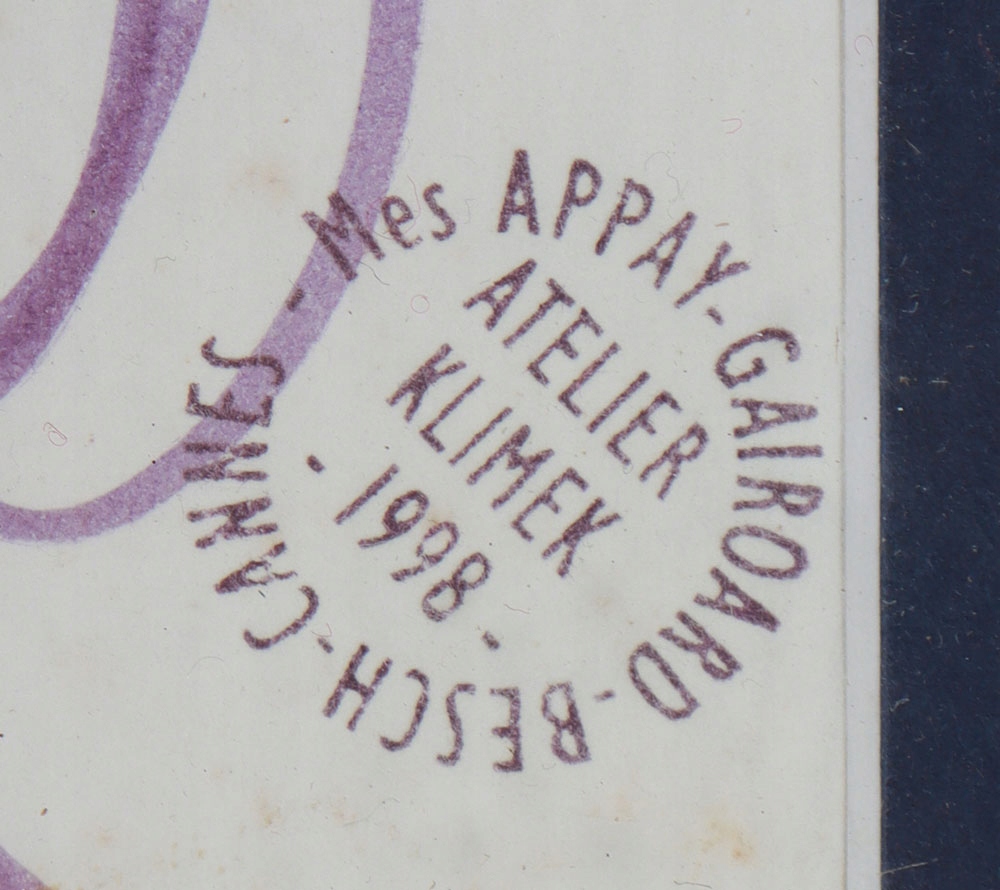 Mes APPAY-GAIROARD-BESCH-CANNES -
ATELIER
KLIMEK
· 1998 ·